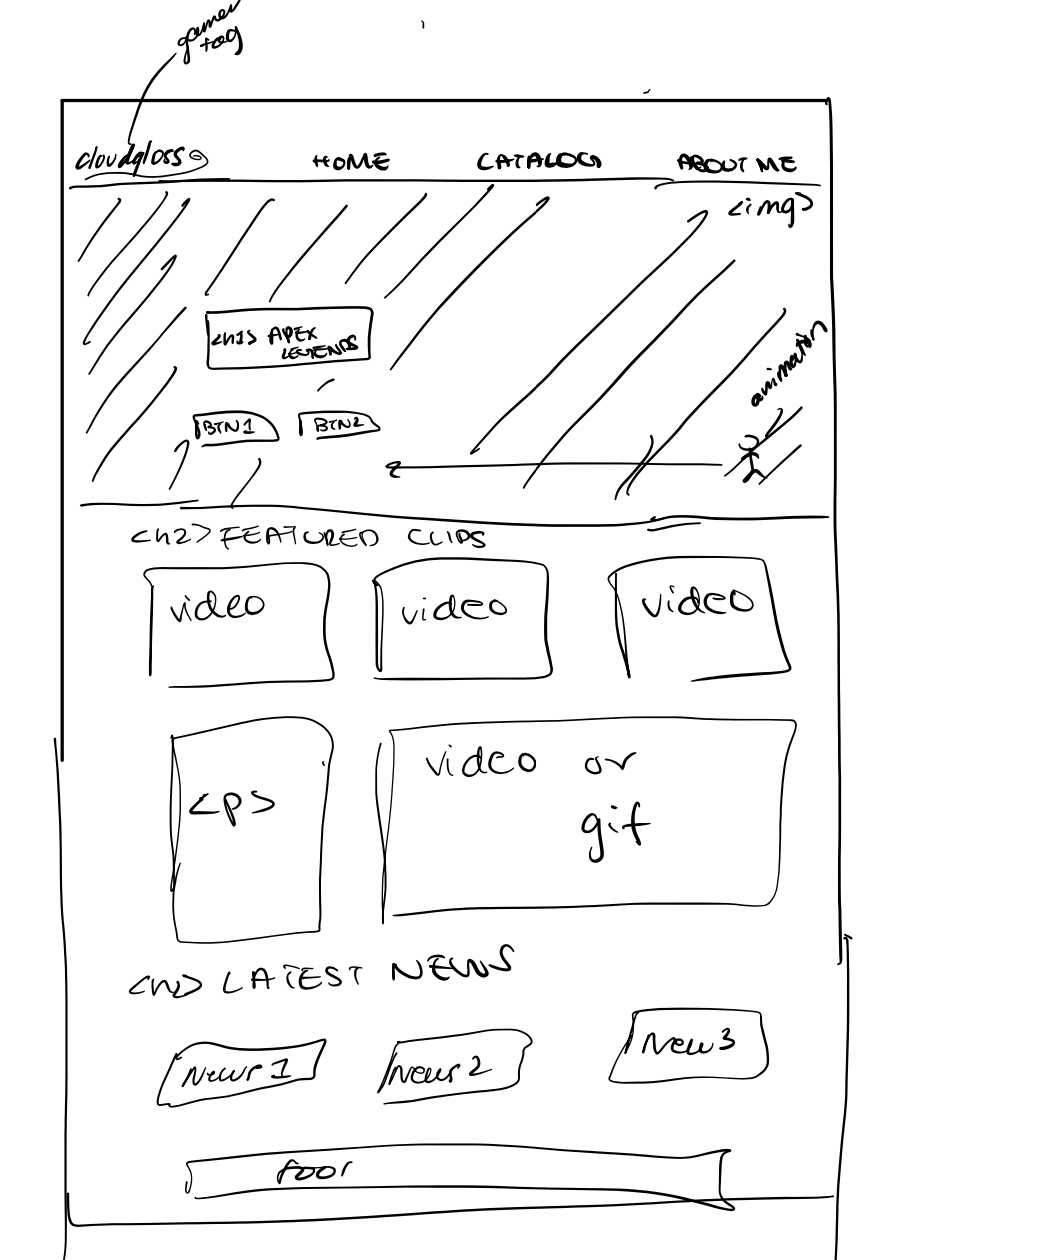 gamer
tag
cloudgloss HOME CATALOG ABOUT ME
<img>
<h1> APEX
LEGENDS
animation
BTN1 BTN2
<h2> FEATURED CLIPS
video video video
<p>
video or
gif
<h2> LATEST NEWS
News 1 News 2 New 3
foor